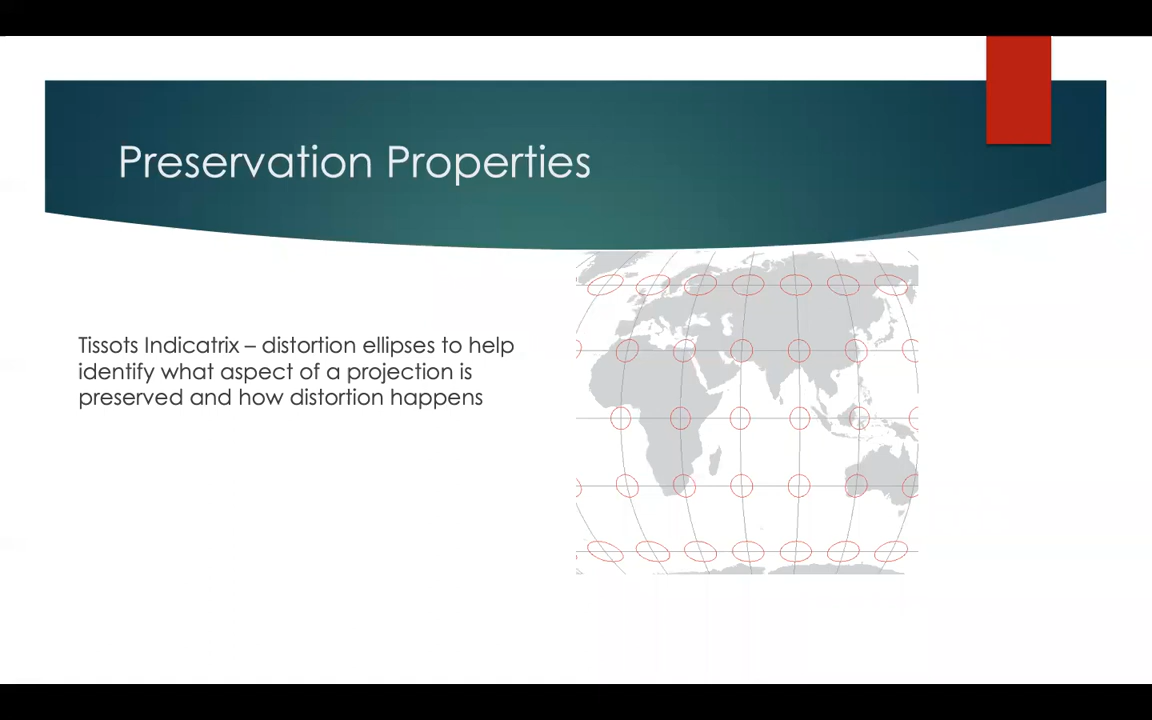 Preservation Properties
Tissots Indicatrix – distortion ellipses to help
identify what aspect of a projection is
preserved and how distortion happens